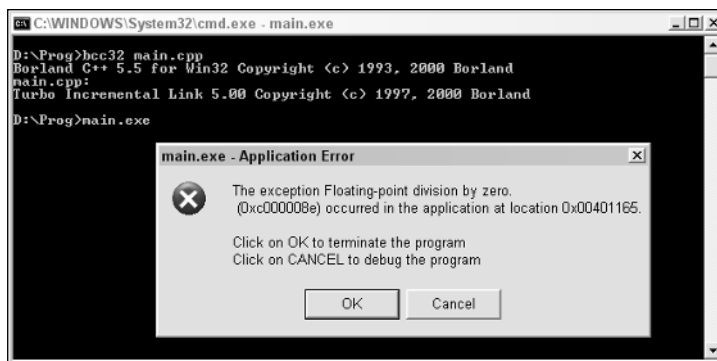 C:\WINDOWS\System32\cmd.exe - main.exe
D:\Prog>bcc32 main.cpp
Borland C++ 5.5 for Win32 Copyright (c) 1993, 2000 Borland
main.cpp:
Turbo Incremental Link 5.00 Copyright (c) 1997, 2000 Borland
D:\Prog>main.exe
main.exe - Application Error
The exception Floating-point division by zero.
(0xc000008e) occurred in the application at location 0x00401165.
Click on OK to terminate the program
Click on CANCEL to debug the program
OK
Cancel